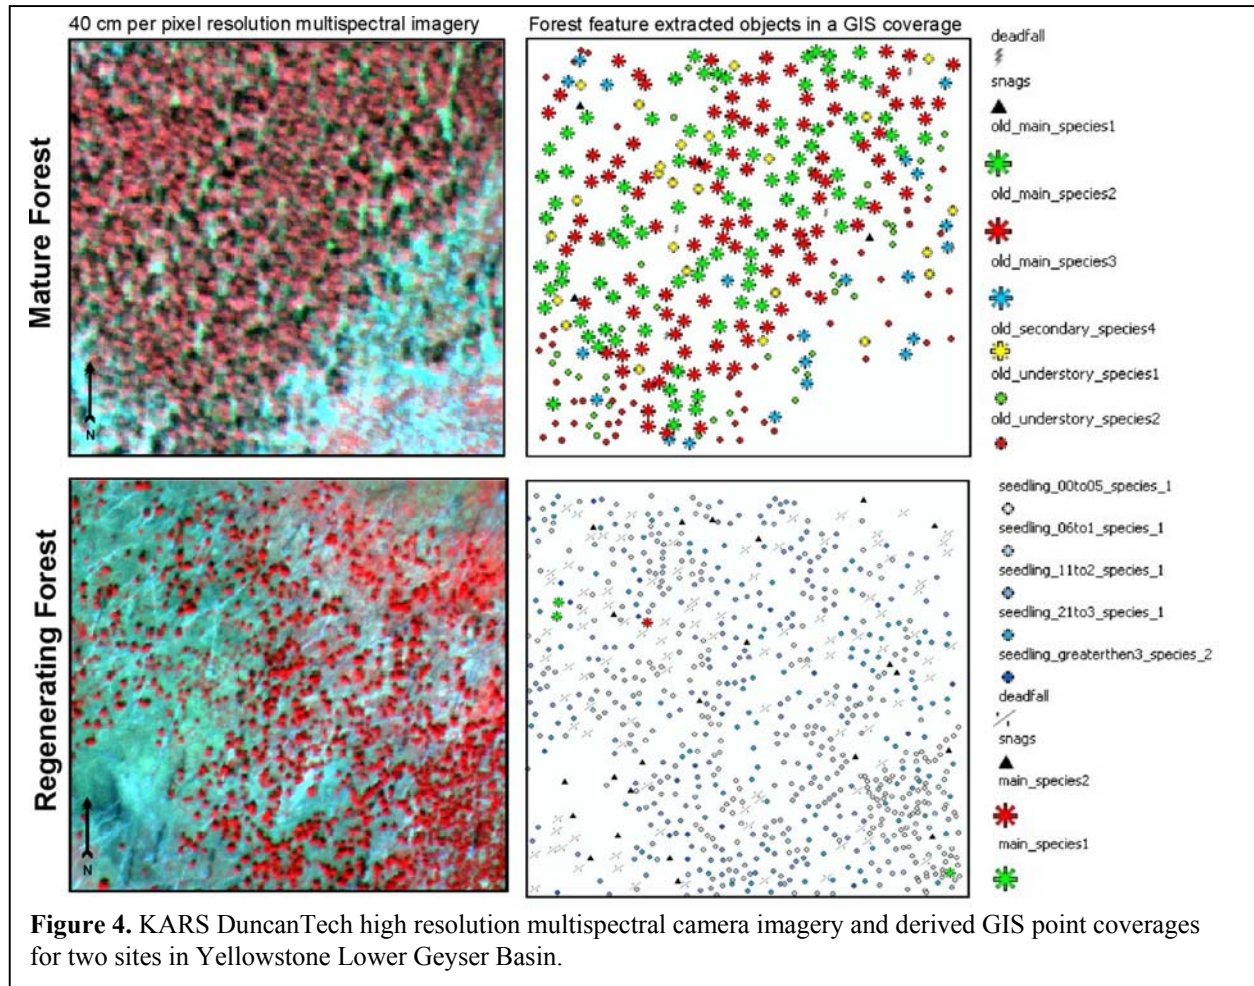 40 cm per pixel resolution multispectral imagery
Forest feature extracted objects in a GIS coverage
Mature Forest
N
deadfall
snags
old_main_species1
old_main_species2
old_main_species3
old_secondary_species4
old_understory_species1
old_understory_species2
Regenerating Forest
N
seedling_00to05_species_1
seedling_06to1_species_1
seedling_11to2_species_1
seedling_21to3_species_1
seedling_greaterthen3_species_2
deadfall
snags
main_species2
main_species1
Figure 4. KARS DuncanTech high resolution multispectral camera imagery and derived GIS point coverages
for two sites in Yellowstone Lower Geyser Basin.